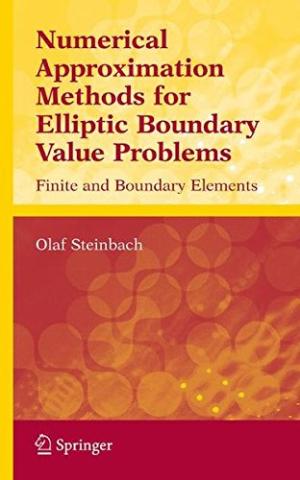 Numerical
Approximation
Methods for
Elliptic Boundary
Value Problems
Finite and Boundary Elements
Olaf Steinbach
Springer